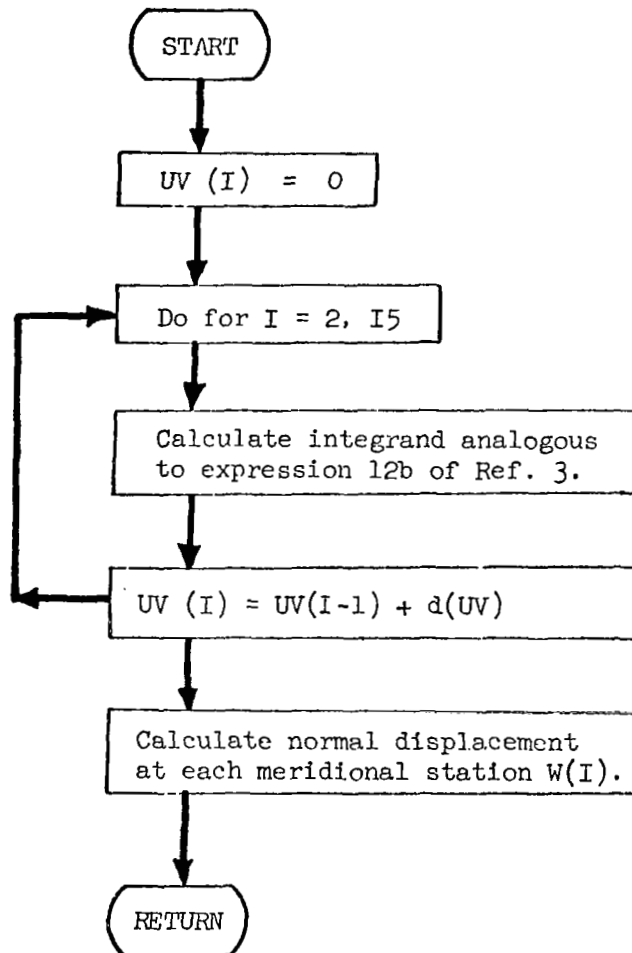 START
UV (I) = 0
Do for I = 2, I5
Calculate integrand analogous
to expression 12b of Ref. 3.
UV (I) = UV(I-1) + d(UV)
Calculate normal displacement
at each meridional station W(I).
RETURN